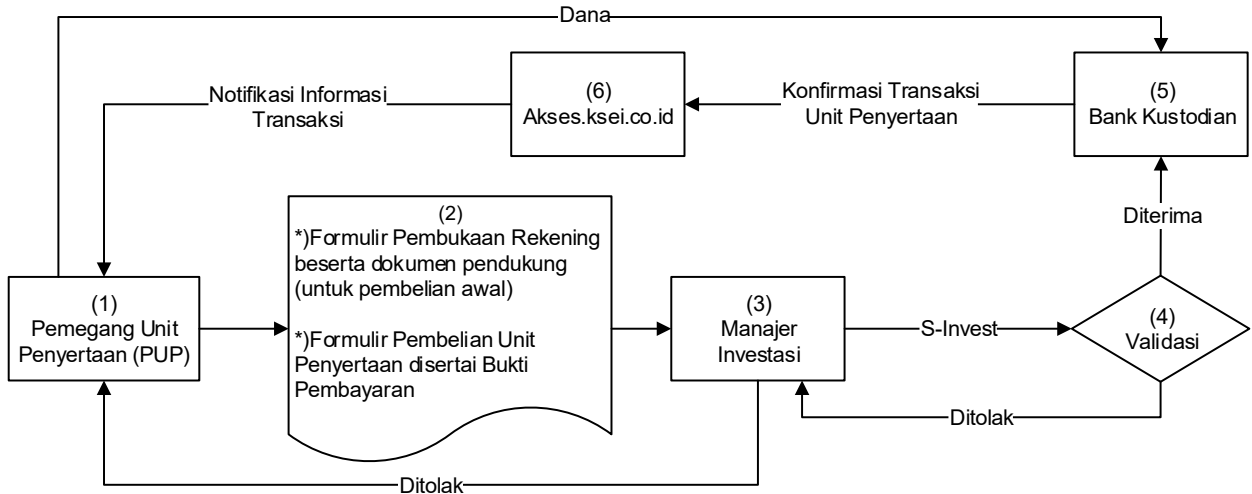 Dana
(6)
Akses.ksei.co.id
(5)
Bank Kustodian
Notifikasi Informasi
Transaksi
Konfirmasi Transaksi
Unit Penyertaan
(2)
*)Formulir Pembukaan Rekening
beserta dokumen pendukung
(untuk pembelian awal)
*)Formulir Pembelian Unit
Penyertaan disertai Bukti
Pembayaran
Diterima
(1)
Pemegang Unit
Penyertaan (PUP)
(3)
Manajer
Investasi
S-Invest
(4)
Validasi
Ditolak
Ditolak